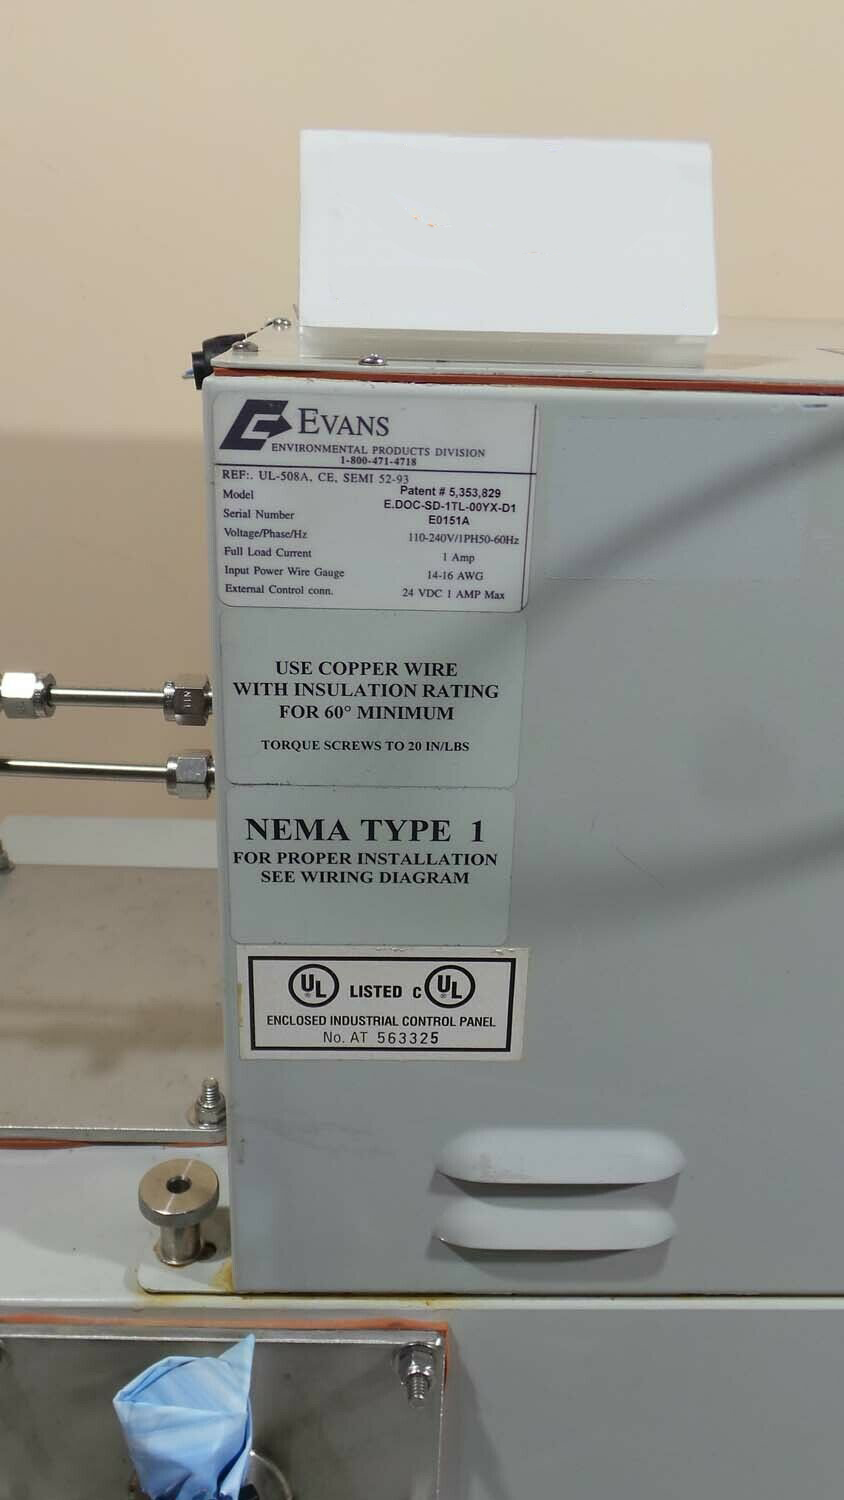 EVANS
ENVIRONMENTAL PRODUCTS DIVISION
1-800-471-4718
REF:. UL-508A, CE, SEMI 52-93
Patent # 5,353,829
Model E.DOC-SD-1TL-00YX-D1
Serial Number E0151A
Voltage/Phase/Hz 110-240V/1PH50-60Hz
Full Load Current 1 Amp
Input Power Wire Gauge 14-16 AWG
External Control conn. 24 VDC 1 AMP Max
USE COPPER WIRE
WITH INSULATION RATING
FOR 60° MINIMUM
TORQUE SCREWS TO 20 IN/LBS
NEMA TYPE 1
FOR PROPER INSTALLATION
SEE WIRING DIAGRAM
UL ® LISTED C UL ®
ENCLOSED INDUSTRIAL CONTROL PANEL
No. AT 563325